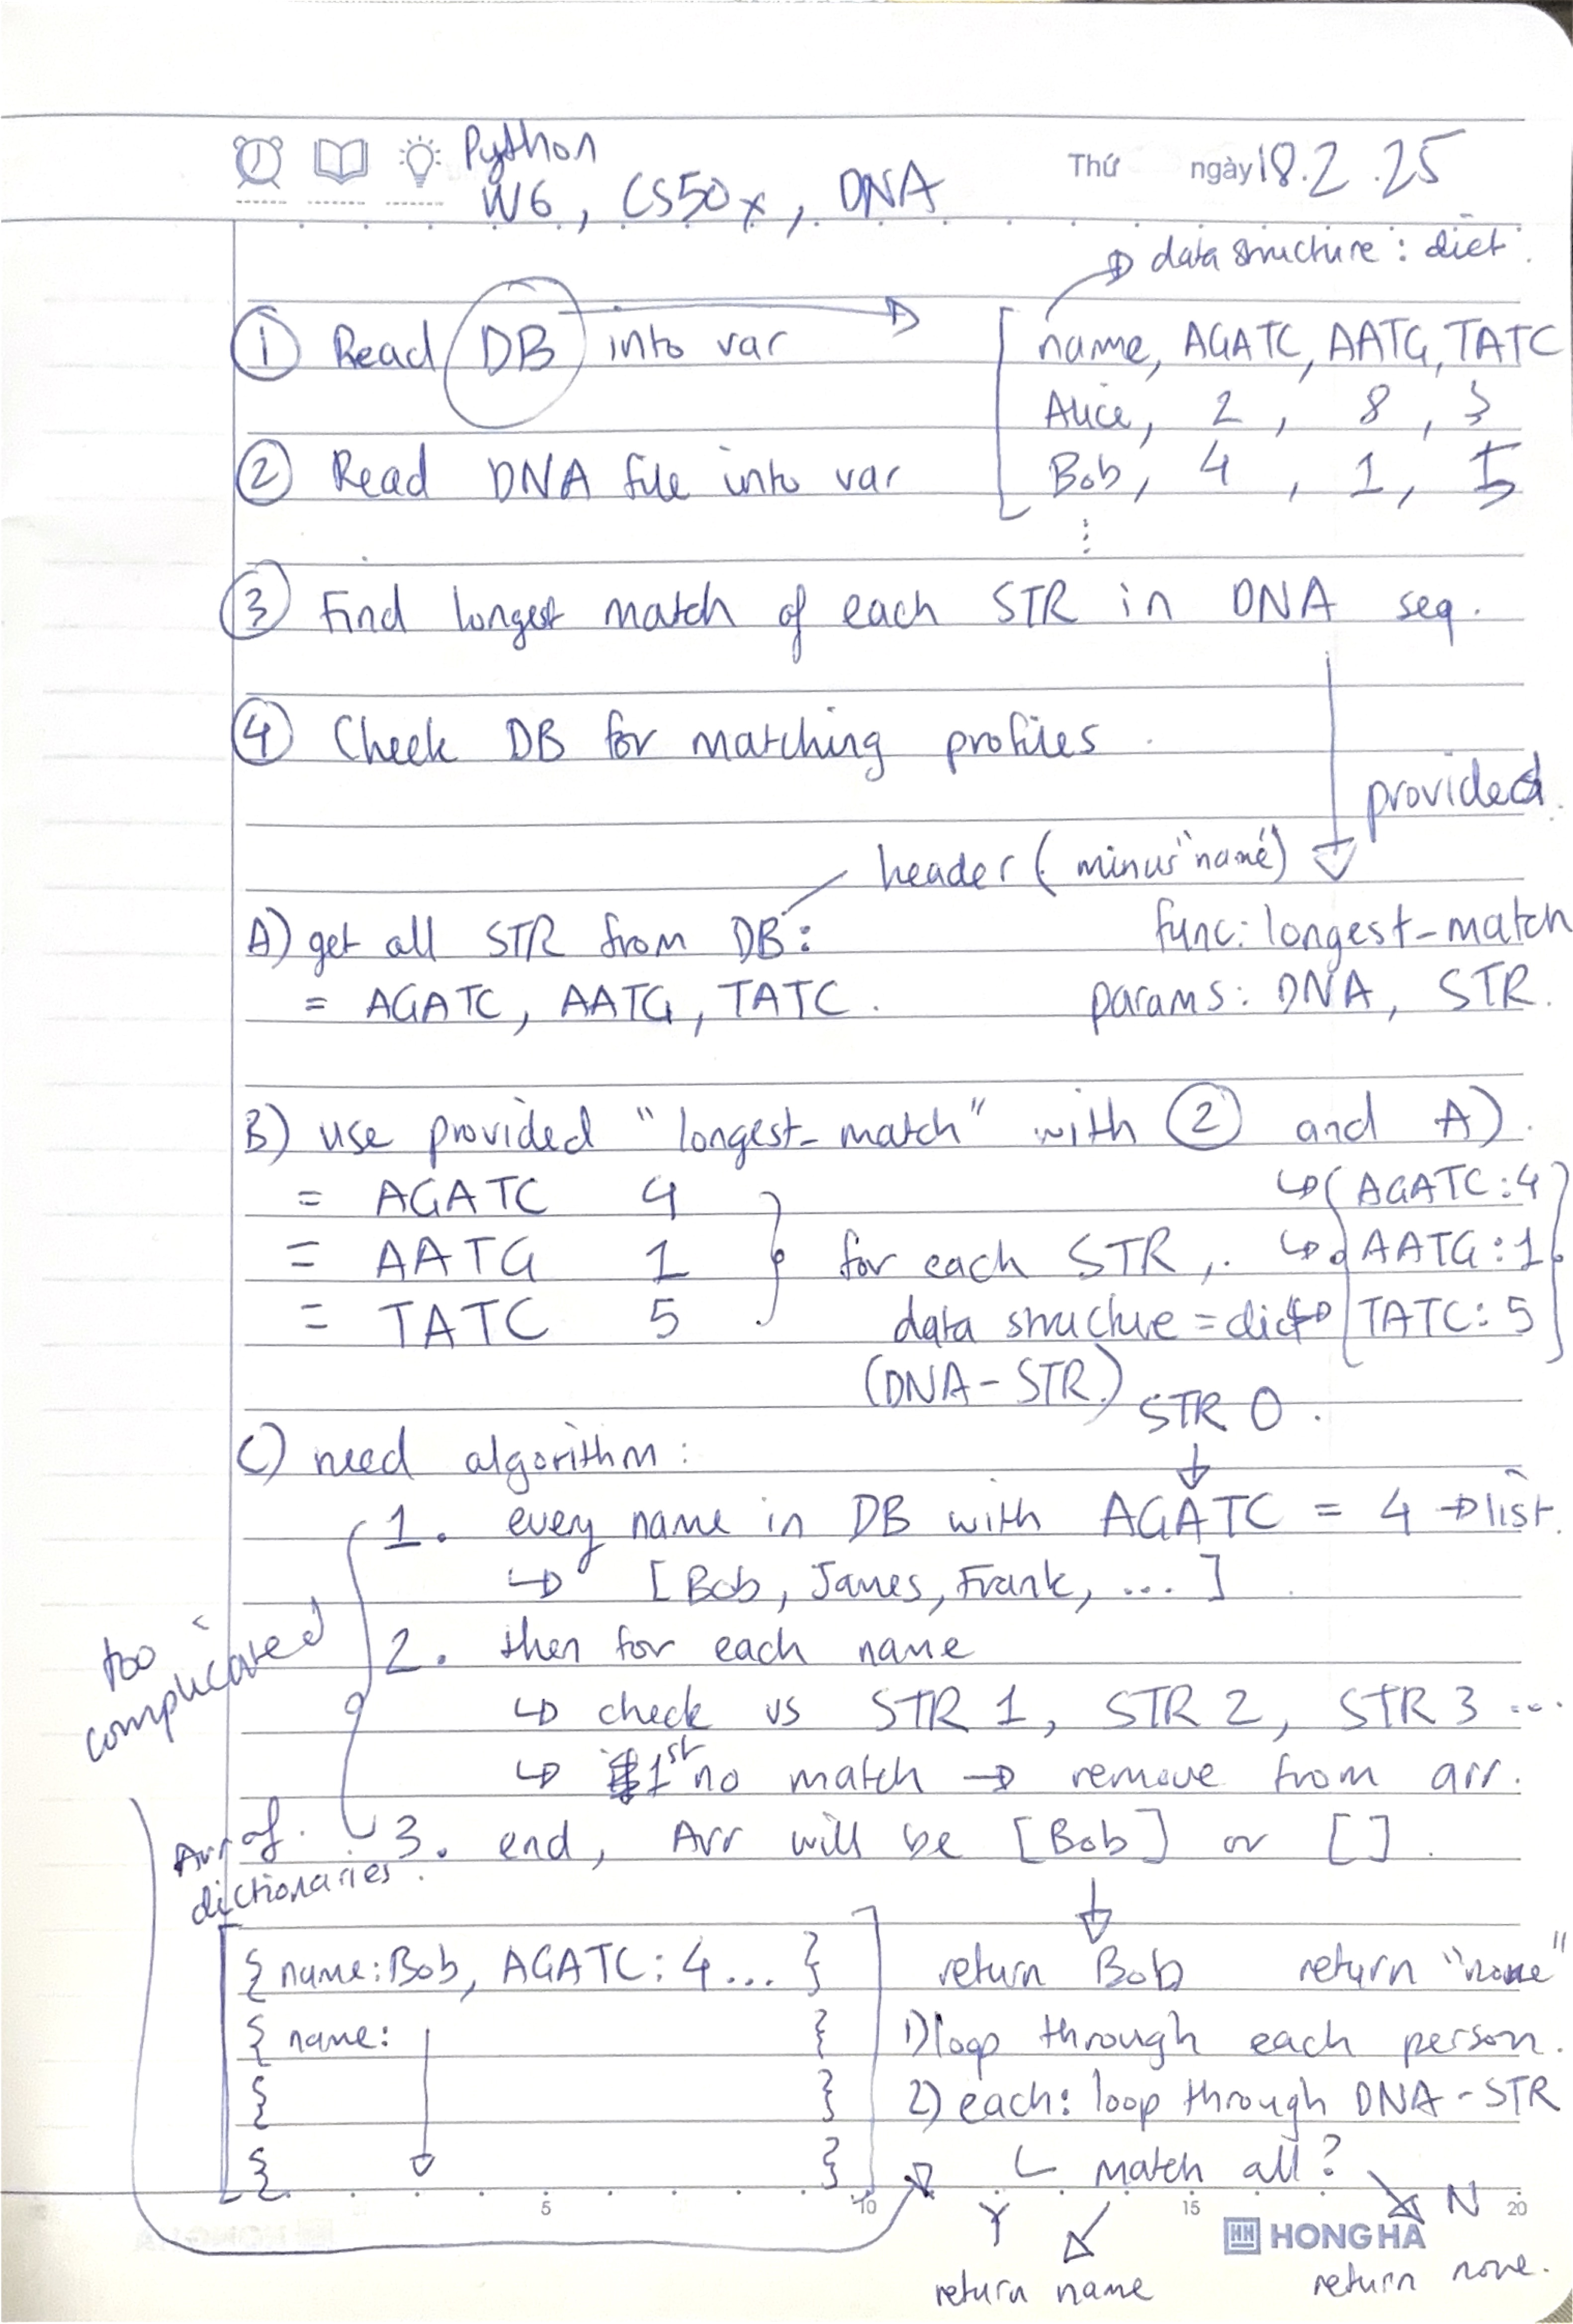 Python
W6, CS50x, DNA
Thứ ngày 18.2.25
data structure: dict.
① Read DB into var
name, AGATC, AATG, TATC
Alice, 2, 8, 3
Bob, 4, 1, 5
② Read DNA file into var
③ Find longest match of each STR in DNA seq.
④ Check DB for matching profiles
provided.
header (minus "name")
A) get all STR from DB:
= AGATC, AATG, TATC.
func: longest_match
params: DNA, STR.
B) use provided "longest_match" with ② and A).
= AGATC 4
= AATG 1
= TATC 5
for each STR,
data structure = dict
(DNA-STR)
{AGATC:4
AATG:1
TATC:5}
STR 0.
C) need algorithm:
1. every name in DB with AGATC = 4 → list.
↳ [Bob, James, Frank, ...]
2. then for each name
↳ check vs STR 1, STR 2, STR 3 ...
↳ 1st no match → remove from arr.
3. end, Arr will be [Bob] or [].
too complicated
Arr of.
dictionaries.
[{name:Bob, AGATC:4...}
{name: }
{ }
{ }]
return Bob return "none"
1) loop through each person.
2) each: loop through DNA-STR
match all?
Y N
return name return none.
5 10 15 20
HH HONG HA